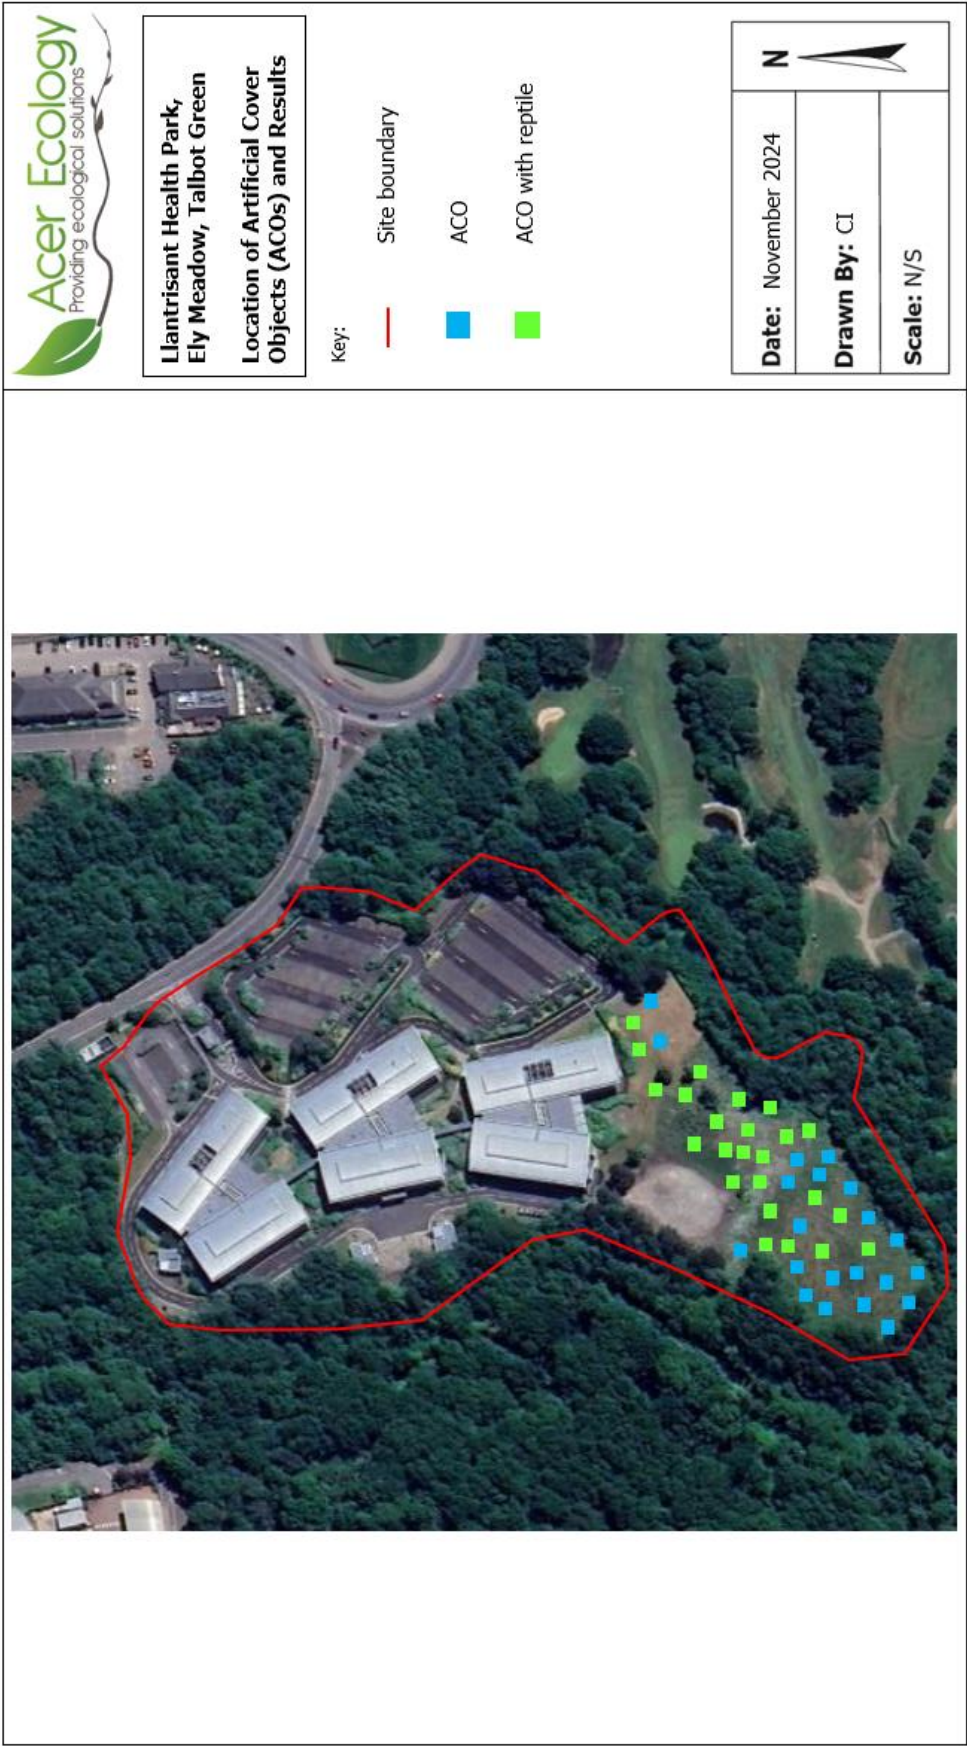 Acer Ecology
Providing ecological solutions
Llantrisant Health Park,
Ely Meadow, Talbot Green
Location of Artificial Cover
Objects (ACOs) and Results
Key:
Site boundary
ACO
ACO with reptile
Date: November 2024
N
Drawn By: CI
Scale: N/S